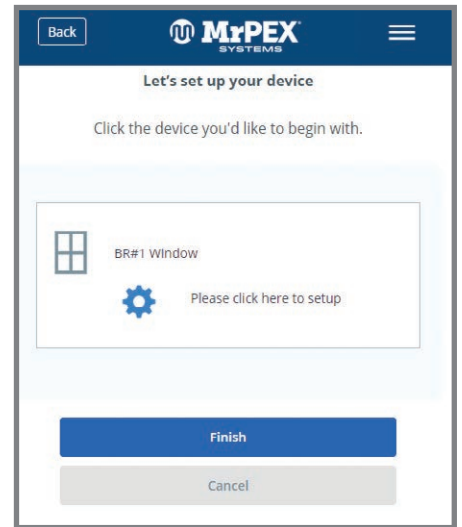 Back
MrPEX
SYSTEMS
Let's set up your device
Click the device you'd like to begin with.
BR#1 Window
Please click here to setup
Finish
Cancel